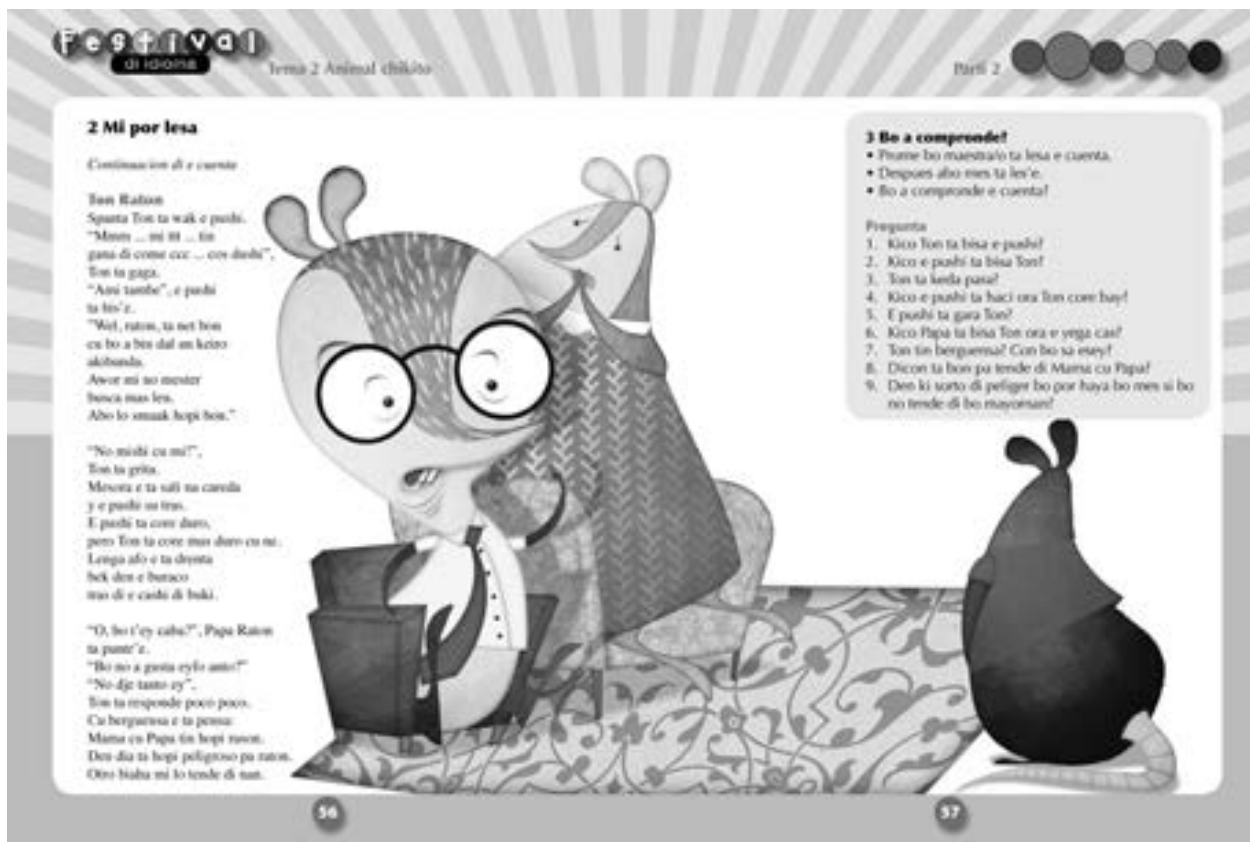 Festival
di idioma
Tema 2 Animal chikito
Parti 2
2 Mi por lesa
Continuacion di e cuenta
Ton Raton
Spanta Ton ta wak e pushi.
"Mmm ... mi ttt ... tin
gana di come ccc ... cos dushi",
Ton ta gaga.
"Ami tambe", e pushi
ta bis'e.
"Wel, raton, ta net bon
cu bo a bin dal un keiro
akibanda.
Awor mi no mester
busca mas leu.
Abo lo smaak hopi bon."
"No mishi cu mi!",
Ton ta grita.
Mesora e ta sali na careda
y e pushi su tras.
E pushi ta core duro,
pero Ton ta core mas duro cu ne.
Lenga afo e ta drenta
bek den e buraco
tras di e cashi di buki.
"O, bo t'ey caba?", Papa Raton
ta puntr'e.
"Bo no a gusta eyfo anto?"
"No dje tanto ey",
Ton ta responde poco poco.
Cu berguensa e ta pensa:
Mama cu Papa tin hopi rason.
Den dia ta hopi peligroso pa raton.
Otro biaha mi lo tende di nan.
3 Bo a compronde?
• Prome bo maestra/o ta lesa e cuenta.
• Despues abo mes ta les'e.
• Bo a compronde e cuenta?
Pregunta
1. Kico Ton ta bisa e pushi?
2. Kico e pushi ta bisa Ton?
3. Ton ta keda para?
4. Kico e pushi ta haci ora Ton core bay?
5. E pushi ta gara Ton?
6. Kico Papa ta bisa Ton ora e yega cas?
7. Ton tin berguensa? Con bo sa esey?
8. Dicon ta bon pa tende di Mama cu Papa?
9. Den ki sorto di peliger bo por haya bo mes si bo
no tende di bo mayornan?
56
57